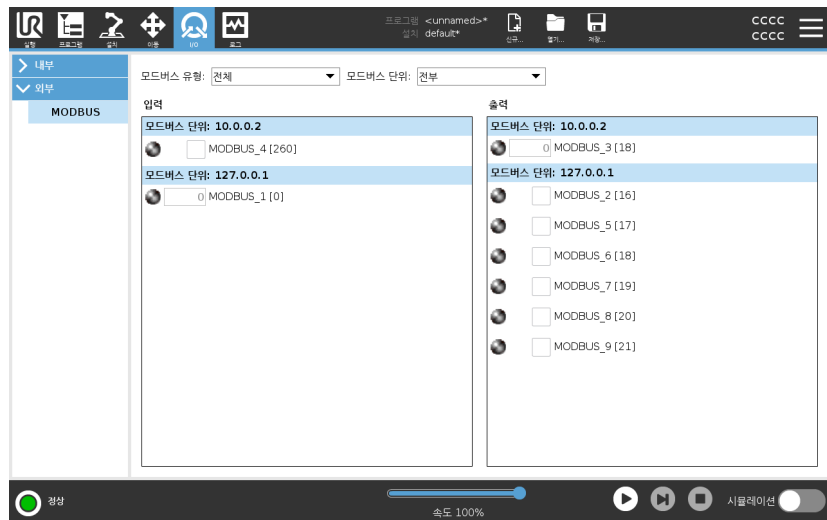 UR
실행
프로그램
설치
이동
I/O
로그
프로그램 <unnamed>*
설치 default*
신규...
열기...
저장...
CCCC
CCCC
내부
외부
MODBUS
모드버스 유형: 전체
모드버스 단위: 전부
입력
모드버스 단위: 10.0.0.2
MODBUS_4 [260]
모드버스 단위: 127.0.0.1
0 MODBUS_1 [0]
출력
모드버스 단위: 10.0.0.2
0 MODBUS_3 [18]
모드버스 단위: 127.0.0.1
MODBUS_2 [16]
MODBUS_5 [17]
MODBUS_6 [18]
MODBUS_7 [19]
MODBUS_8 [20]
MODBUS_9 [21]
정상
속도 100%
시뮬레이션